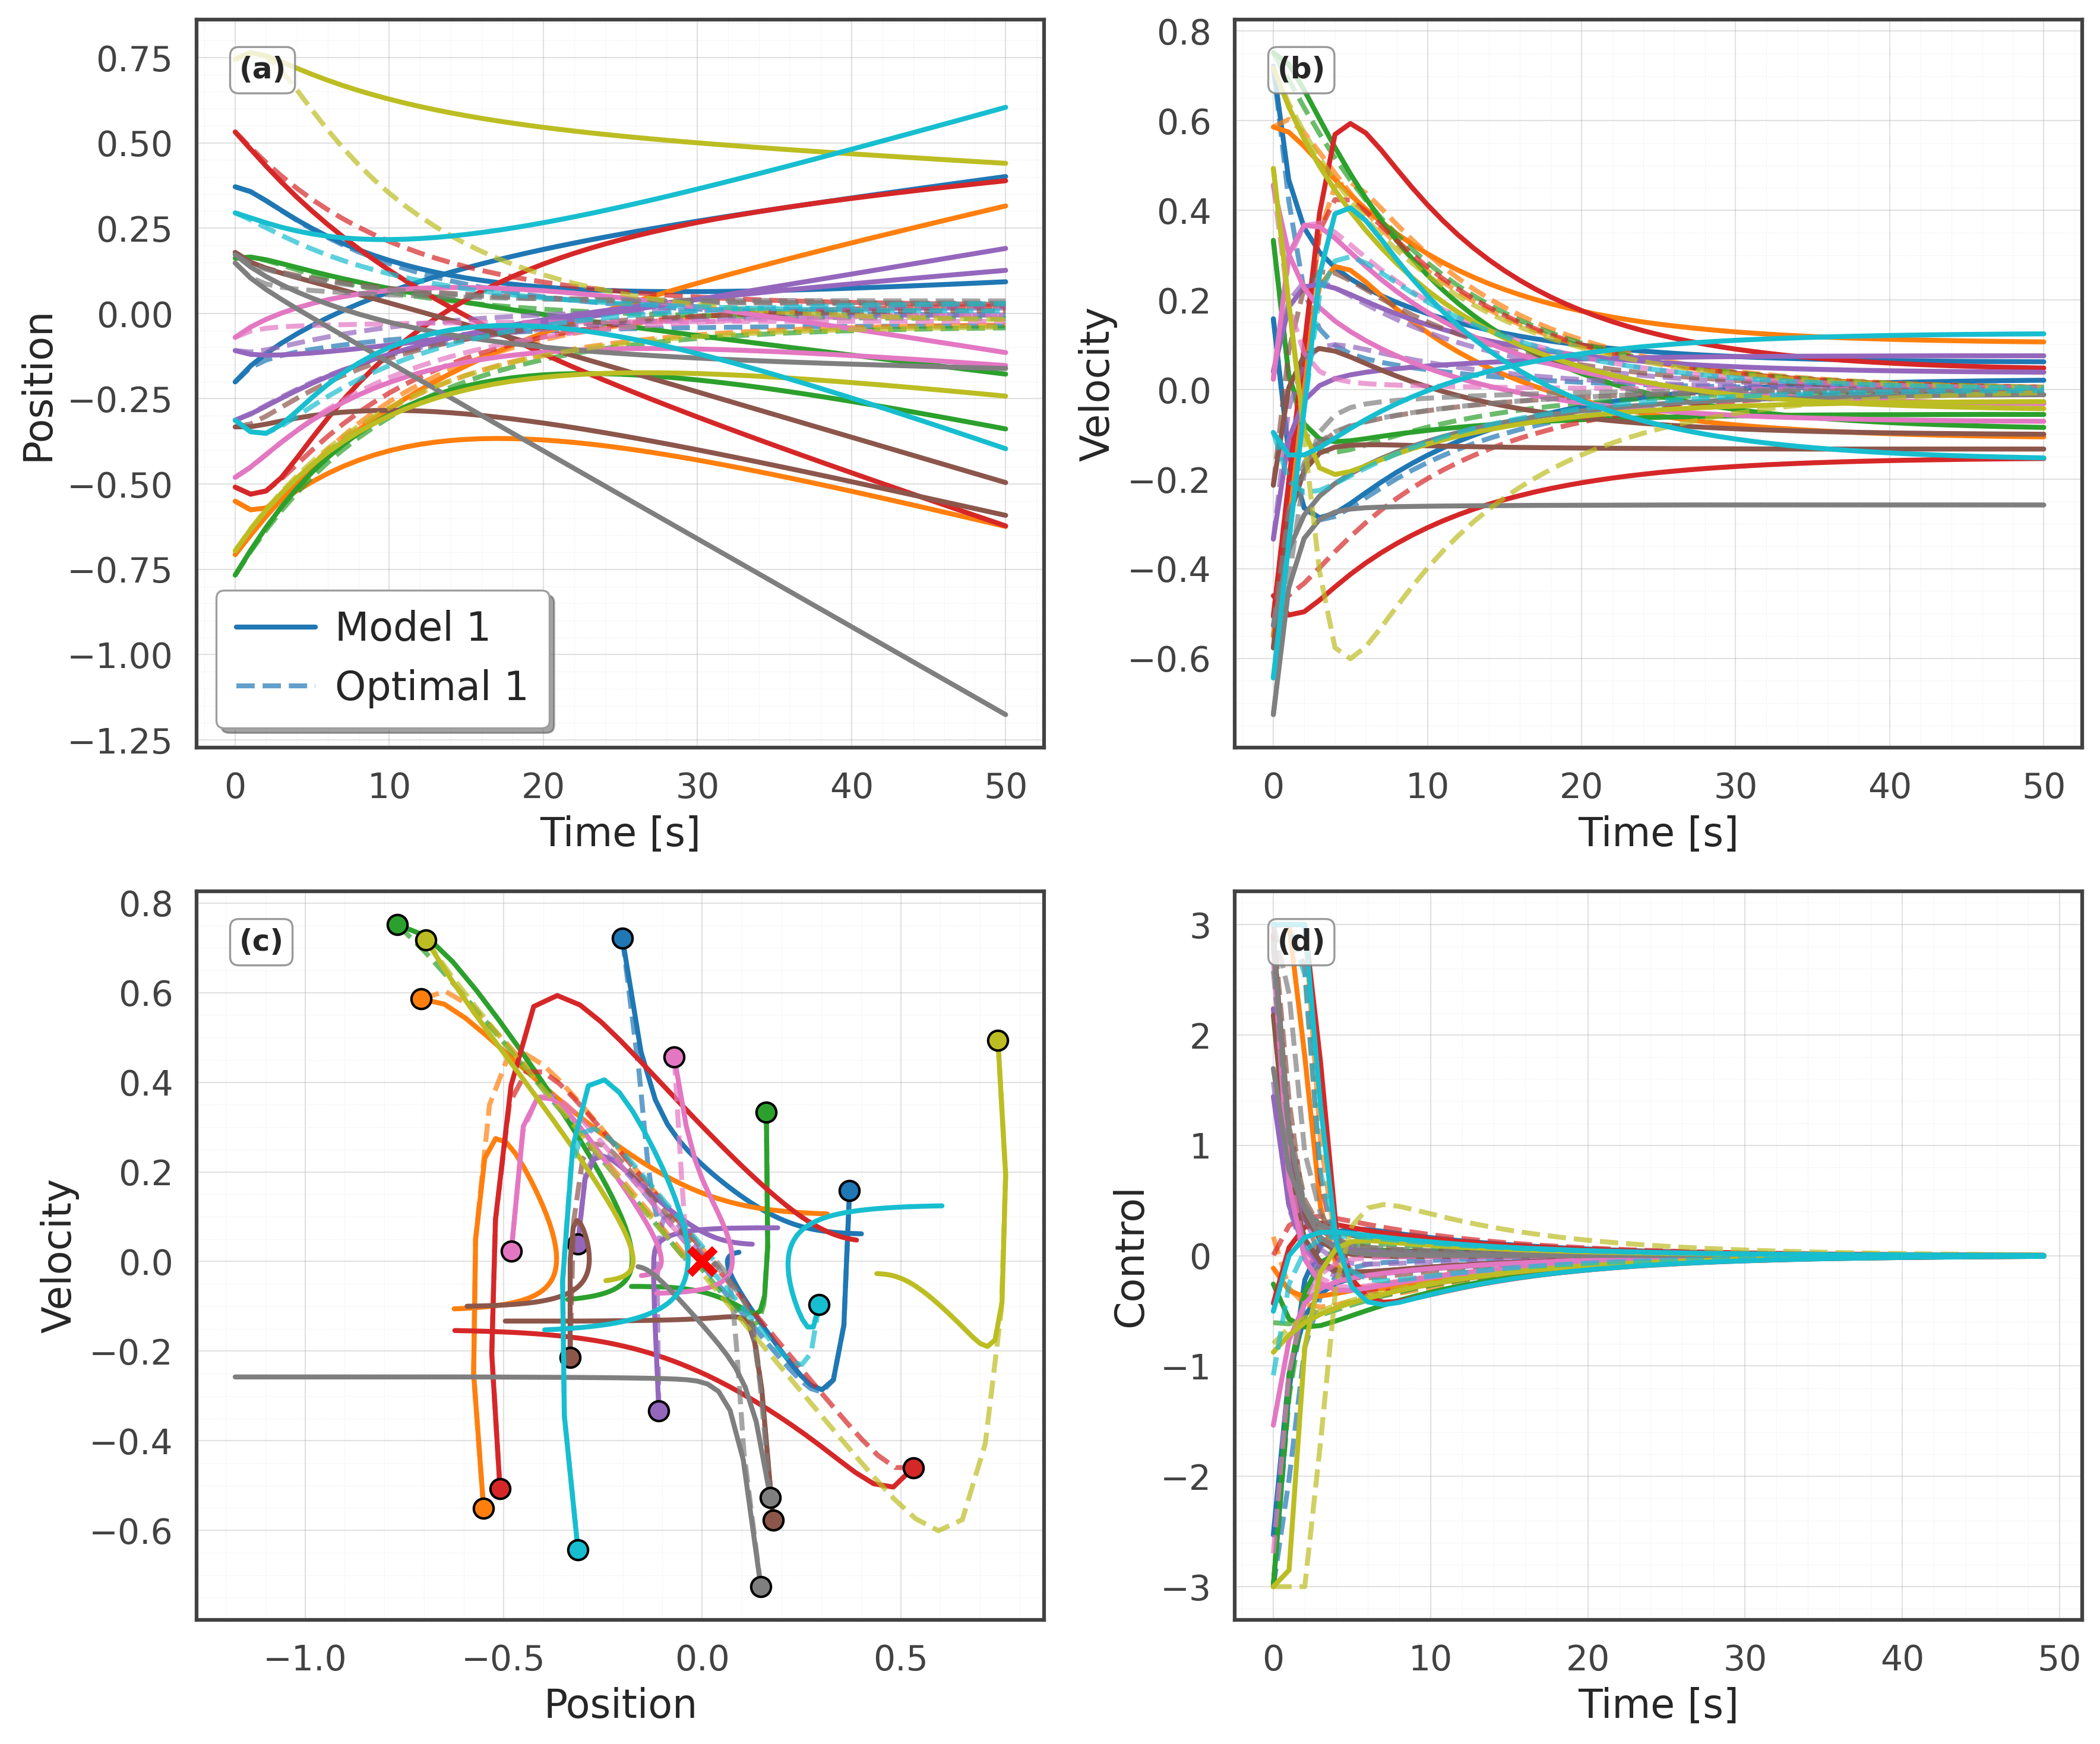 (a)
0.75
0.50
0.25
0.00
−0.25
−0.50
−0.75
−1.00
−1.25
Position
Model 1
Optimal 1
0 10 20 30 40 50
Time [s]
(b)
0.8
0.6
0.4
0.2
0.0
−0.2
−0.4
−0.6
Velocity
0 10 20 30 40 50
Time [s]
(c)
0.8
0.6
0.4
0.2
0.0
−0.2
−0.4
−0.6
Velocity
−1.0 −0.5 0.0 0.5
Position
(d)
3
2
1
0
−1
−2
−3
Control
0 10 20 30 40 50
Time [s]